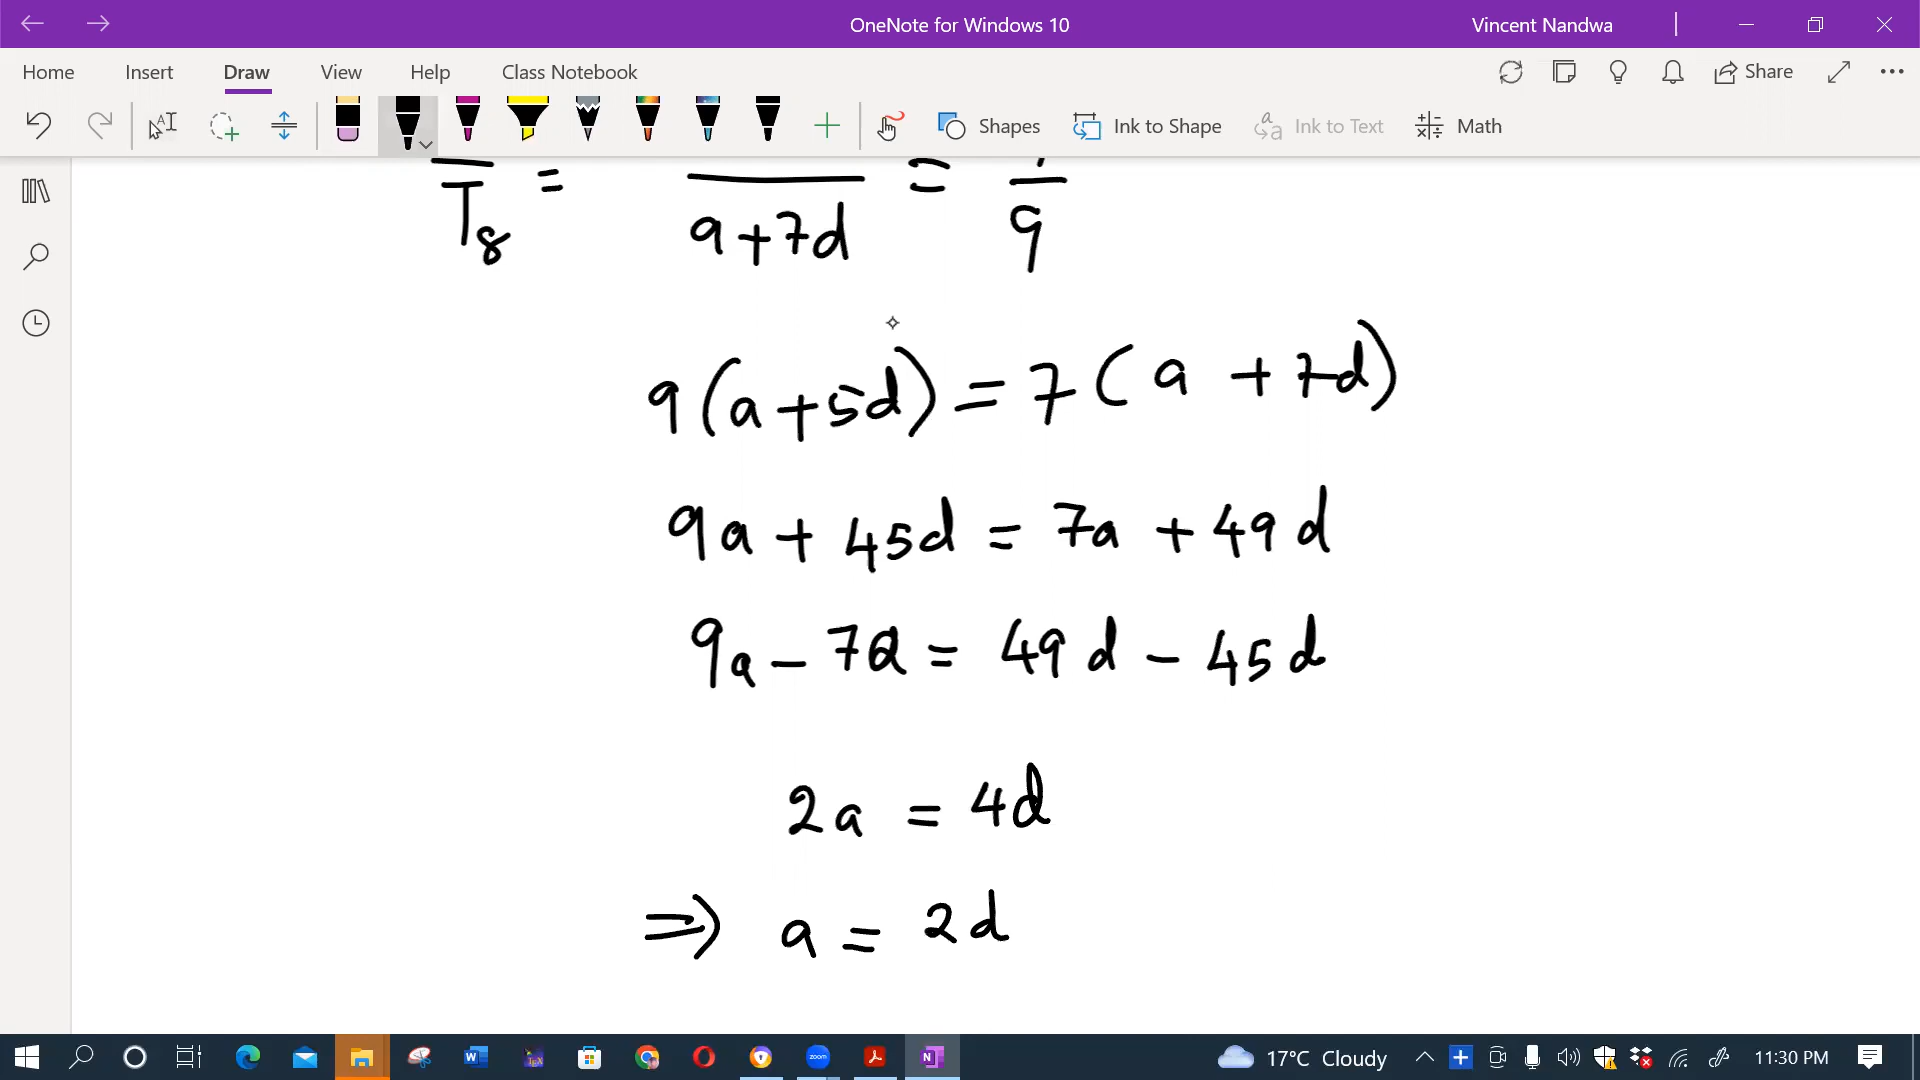 OneNote for Windows 10
Vincent Nandwa
Home Insert Draw View Help Class Notebook
Share
Shapes Ink to Shape Ink to Text Math
T8 = a+7d = 9
9(a+5d) = 7(a+7d)
9a + 45d = 7a + 49d
9a - 7a = 49d - 45d
2a = 4d
⇒ a = 2d
17°C Cloudy
11:30 PM